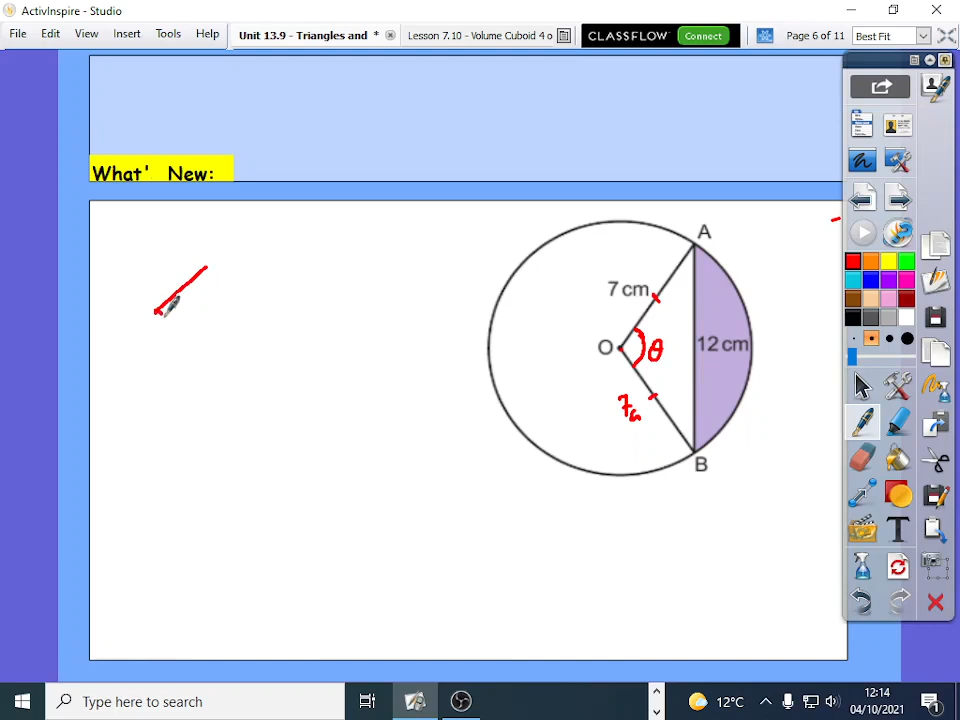 ActivInspire - Studio
File Edit View Insert Tools Help Unit 13.9 - Triangles and * Lesson 7.10 - Volume Cuboid 4 o CLASSFLOW Connect Page 6 of 11 Best Fit
What' New:
A
7 cm
O θ 12 cm
7
B
T
Type here to search
12°C
12:14
04/10/2021
1